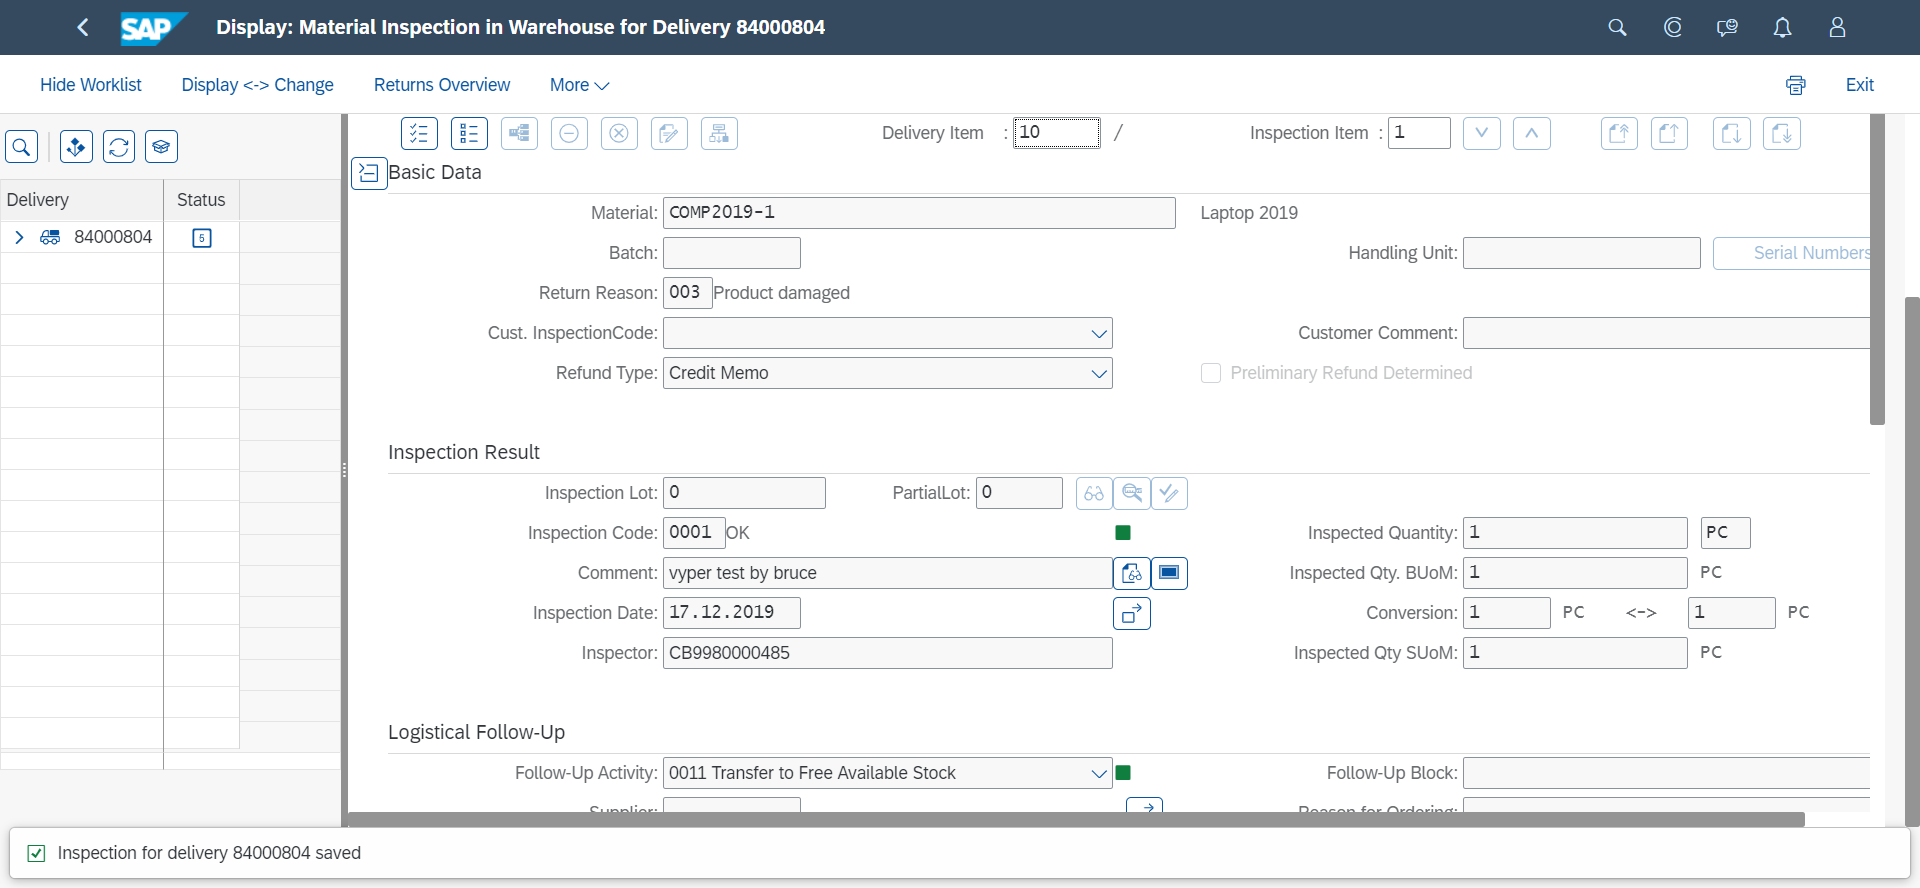 SAP Display: Material Inspection in Warehouse for Delivery 84000804
Hide Worklist Display <-> Change Returns Overview More Exit
Delivery Item : 10 / Inspection Item : 1
Basic Data
Delivery Status
84000804 5
Material: COMP2019-1 Laptop 2019
Batch: Handling Unit: Serial Numbers
Return Reason: 003 Product damaged
Cust. InspectionCode: Customer Comment:
Refund Type: Credit Memo Preliminary Refund Determined
Inspection Result
Inspection Lot: 0 PartialLot: 0
Inspection Code: 0001 OK Inspected Quantity: 1 PC
Comment: vyper test by bruce Inspected Qty. BUoM: 1 PC
Inspection Date: 17.12.2019 Conversion: 1 PC <-> 1 PC
Inspector: CB9980000485 Inspected Qty SUoM: 1 PC
Logistical Follow-Up
Follow-Up Activity: 0011 Transfer to Free Available Stock Follow-Up Block:
Supplier: Reason for Ordering:
Inspection for delivery 84000804 saved